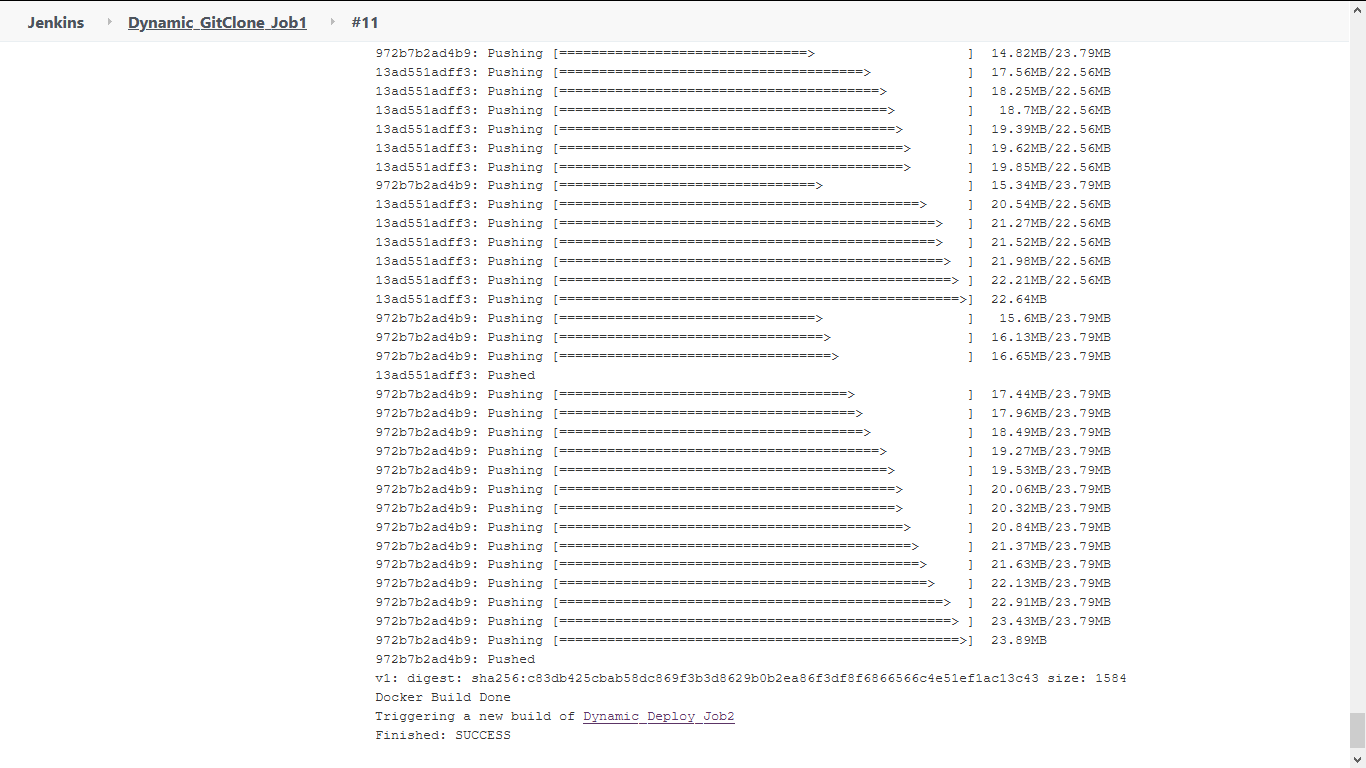 Jenkins › Dynamic_GitClone_Job1 › #11
972b7b2ad4b9: Pushing [===============================>                   ]  14.82MB/23.79MB
13ad551adff3: Pushing [======================================>            ]  17.56MB/22.56MB
13ad551adff3: Pushing [========================================>          ]  18.25MB/22.56MB
13ad551adff3: Pushing [=========================================>         ]   18.7MB/22.56MB
13ad551adff3: Pushing [==========================================>        ]  19.39MB/22.56MB
13ad551adff3: Pushing [===========================================>       ]  19.62MB/22.56MB
13ad551adff3: Pushing [===========================================>       ]  19.85MB/22.56MB
972b7b2ad4b9: Pushing [================================>                  ]  15.34MB/23.79MB
13ad551adff3: Pushing [=============================================>     ]  20.54MB/22.56MB
13ad551adff3: Pushing [===============================================>   ]  21.27MB/22.56MB
13ad551adff3: Pushing [===============================================>   ]  21.52MB/22.56MB
13ad551adff3: Pushing [================================================>  ]  21.98MB/22.56MB
13ad551adff3: Pushing [=================================================> ]  22.21MB/22.56MB
13ad551adff3: Pushing [==================================================>]  22.64MB
972b7b2ad4b9: Pushing [================================>                  ]   15.6MB/23.79MB
972b7b2ad4b9: Pushing [=================================>                 ]  16.13MB/23.79MB
972b7b2ad4b9: Pushing [==================================>                ]  16.65MB/23.79MB
13ad551adff3: Pushed
972b7b2ad4b9: Pushing [====================================>              ]  17.44MB/23.79MB
972b7b2ad4b9: Pushing [=====================================>             ]  17.96MB/23.79MB
972b7b2ad4b9: Pushing [======================================>            ]  18.49MB/23.79MB
972b7b2ad4b9: Pushing [========================================>          ]  19.27MB/23.79MB
972b7b2ad4b9: Pushing [=========================================>         ]  19.53MB/23.79MB
972b7b2ad4b9: Pushing [==========================================>        ]  20.06MB/23.79MB
972b7b2ad4b9: Pushing [==========================================>        ]  20.32MB/23.79MB
972b7b2ad4b9: Pushing [===========================================>       ]  20.84MB/23.79MB
972b7b2ad4b9: Pushing [============================================>      ]  21.37MB/23.79MB
972b7b2ad4b9: Pushing [=============================================>     ]  21.63MB/23.79MB
972b7b2ad4b9: Pushing [==============================================>    ]  22.13MB/23.79MB
972b7b2ad4b9: Pushing [================================================>  ]  22.91MB/23.79MB
972b7b2ad4b9: Pushing [=================================================> ]  23.43MB/23.79MB
972b7b2ad4b9: Pushing [==================================================>]  23.89MB
972b7b2ad4b9: Pushed
v1: digest: sha256:c83db425cbab58dc869f3b3d8629b0b2ea86f3df8f6866566c4e51ef1ac13c43 size: 1584
Docker Build Done
Triggering a new build of Dynamic_Deploy_Job2
Finished: SUCCESS